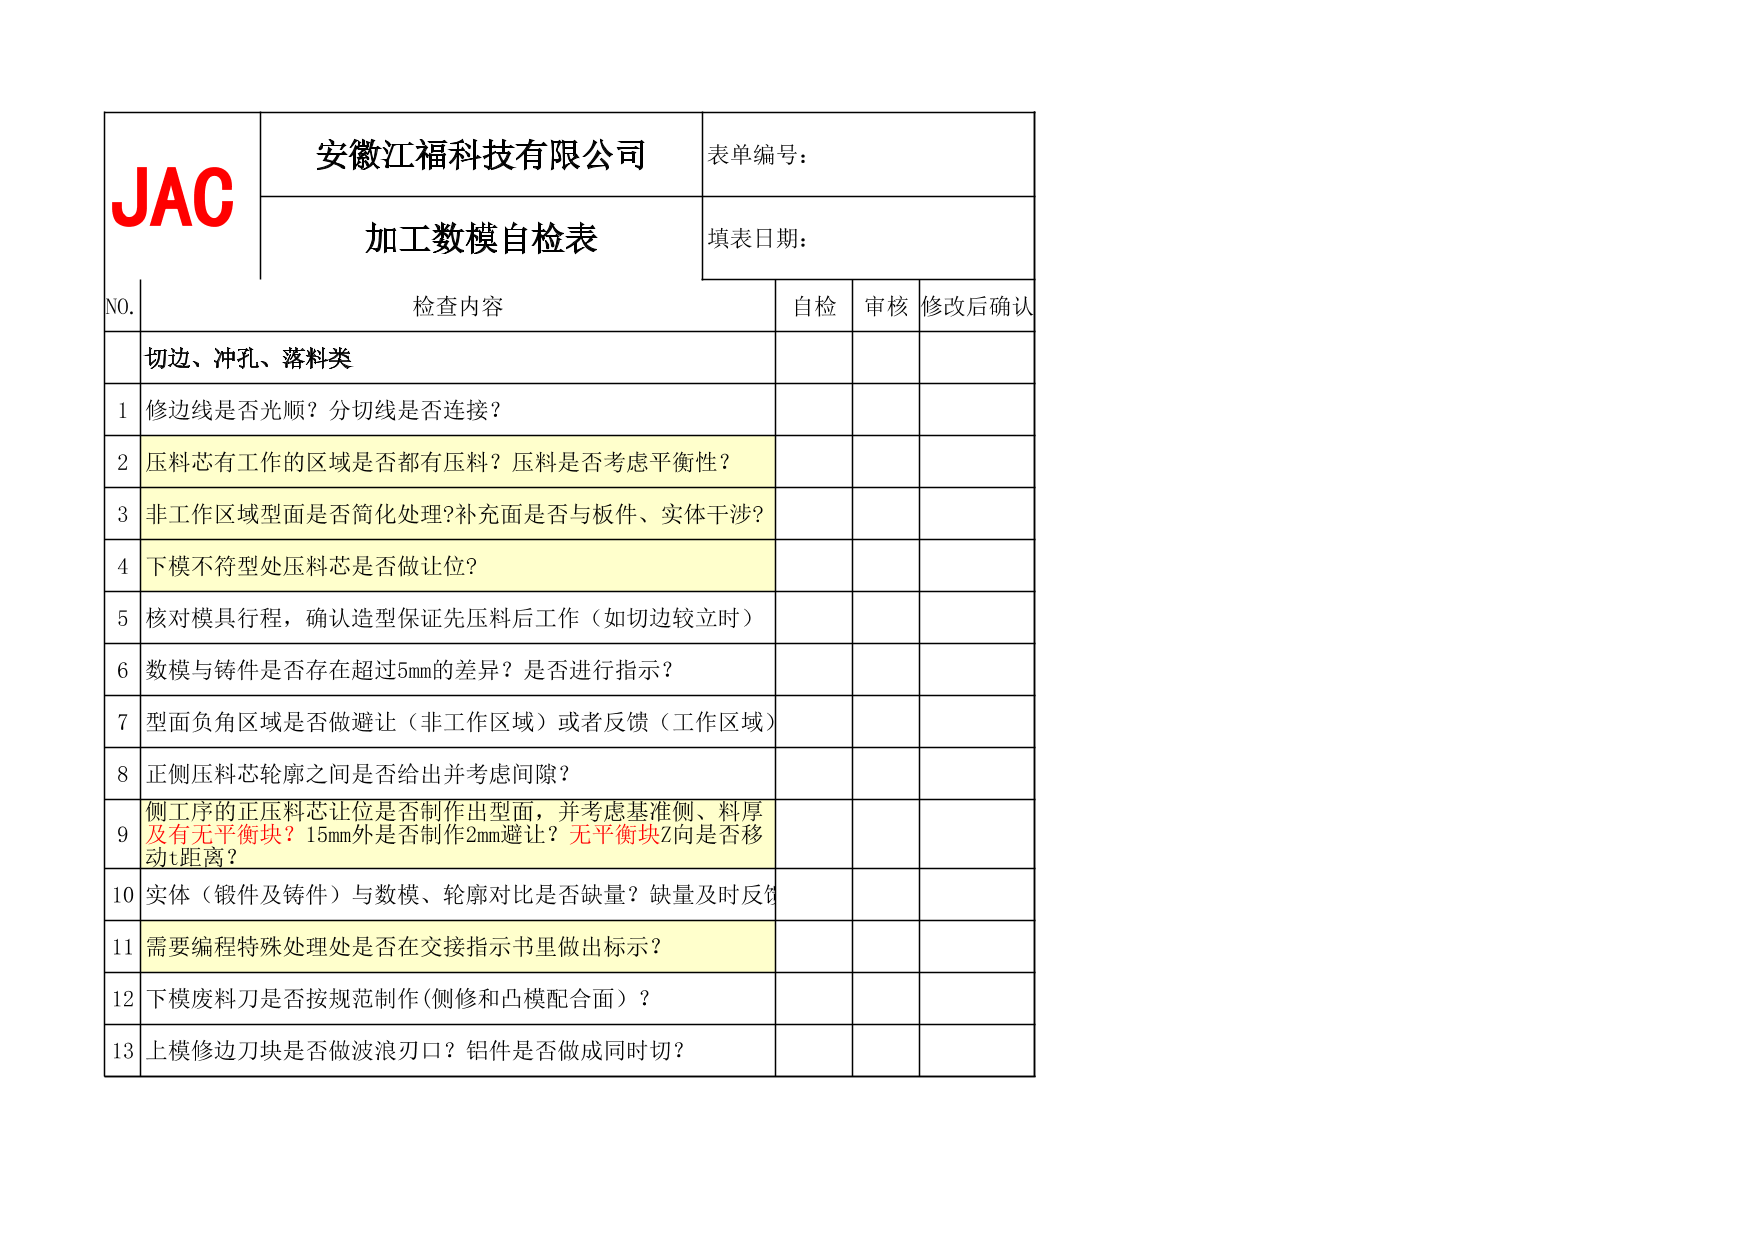 JAC
安徽江福科技有限公司
表单编号：
加工数模自检表
填表日期：
NO. 检查内容 自检 审核 修改后确认
切边、冲孔、落料类
1 修边线是否光顺？分切线是否连接？
2 压料芯有工作的区域是否都有压料？压料是否考虑平衡性？
3 非工作区域型面是否简化处理?补充面是否与板件、实体干涉？
4 下模不符型处压料芯是否做让位？
5 核对模具行程，确认造型保证先压料后工作（如切边较立时）
6 数模与铸件是否存在超过5mm的差异？是否进行指示？
7 型面负角区域是否做避让（非工作区域）或者反馈（工作区域）
8 正侧压料芯轮廓之间是否给出并考虑间隙？
9 侧工序的正压料芯让位是否制作出型面，并考虑基准侧、料厚
及有无平衡块？15mm外是否制作2mm避让？无平衡块Z向是否移
动t距离？
10 实体（锻件及铸件）与数模、轮廓对比是否缺量？缺量及时反
11 需要编程特殊处理处是否在交接指示书里做出标示？
12 下模废料刀是否按规范制作(侧修和凸模配合面）？
13 上模修边刀块是否做波浪刃口？铝件是否做成同时切？